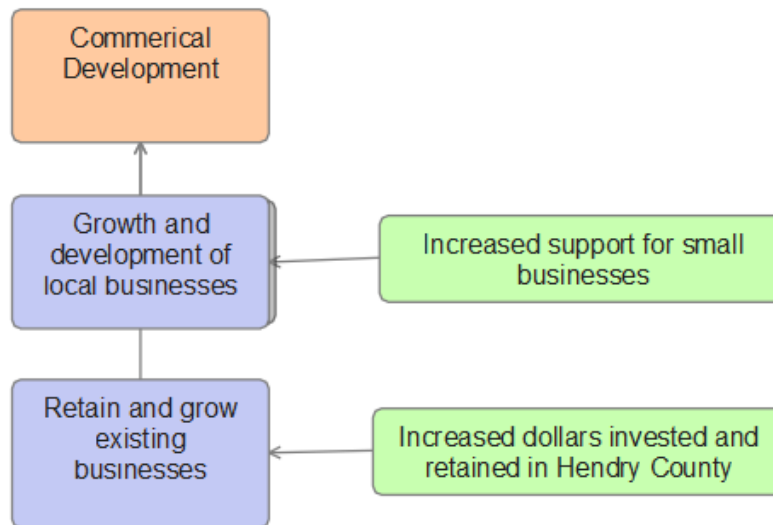 Commerical
Development
Growth and
development of
local businesses
Increased support for small
businesses
Retain and grow
existing
businesses
Increased dollars invested and
retained in Hendry County